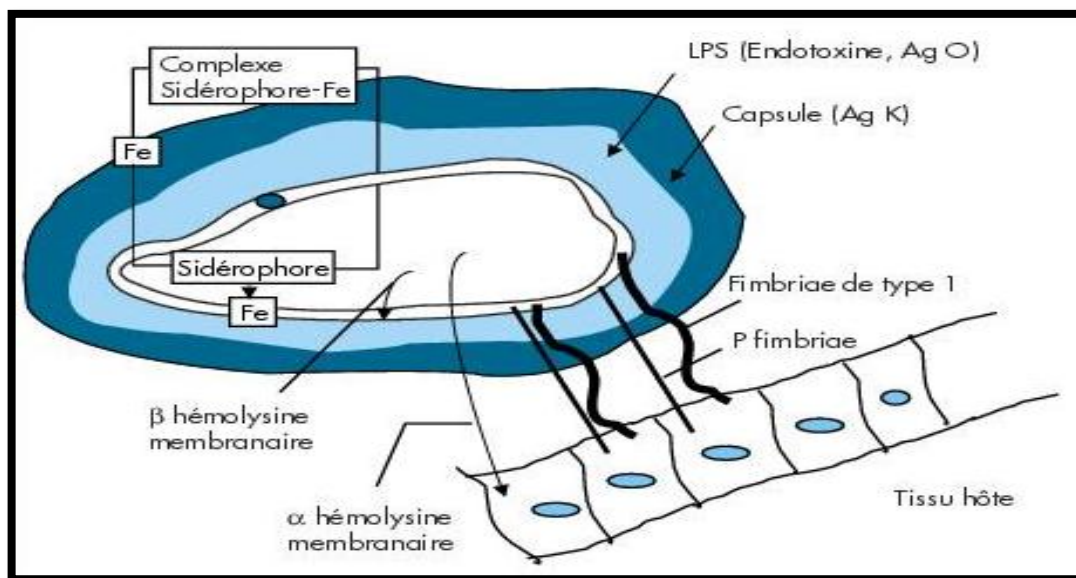 LPS (Endotoxine, Ag O)
Complexe
Sidérophore-Fe
Capsule (Ag K)
Fe
Sidérophore
Fe
Fimbriae de type 1
P fimbriae
β hémolysine
membranaire
Tissu hôte
α hémolysine
membranaire